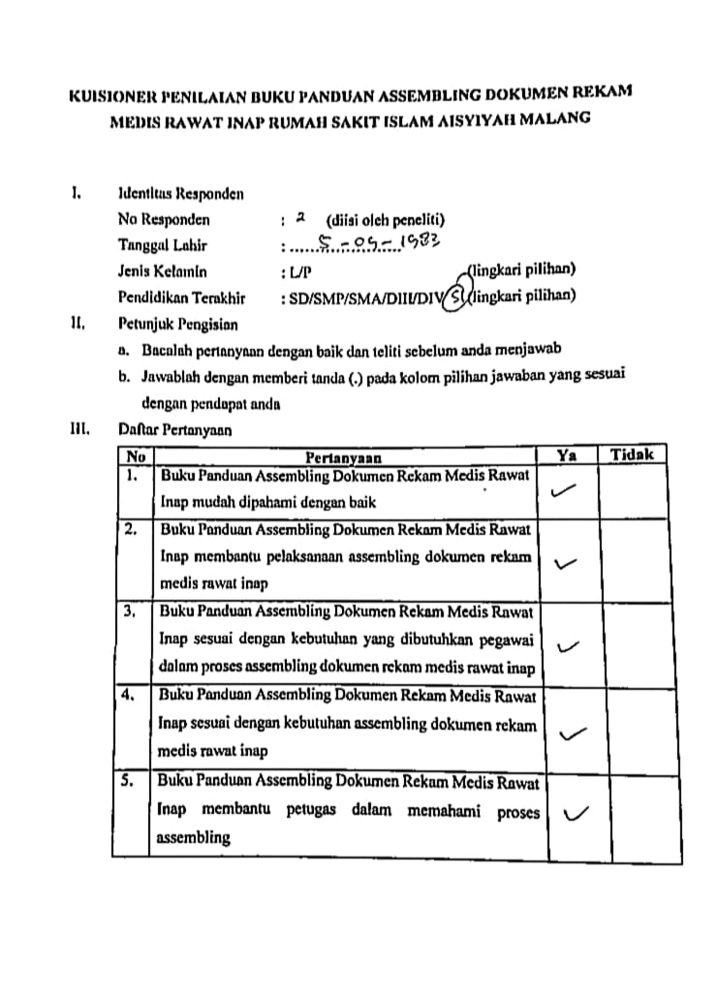 KUISIONER PENILAIAN BUKU PANDUAN ASSEMBLING DOKUMEN REKAM
MEDIS RAWAT INAP RUMAH SAKIT ISLAM AISYIYAH MALANG
I. Identitas Responden
No Responden : 2 (diisi oleh peneliti)
Tanggal Lahir : 5-09-1983
Jenis Kelamin : L/P (lingkari pilihan)
Pendidikan Terakhir : SD/SMP/SMA/DIII/DIV/S1 (lingkari pilihan)
II. Petunjuk Pengisian
a. Bacalah pertanyaan dengan baik dan teliti sebelum anda menjawab
b. Jawablah dengan memberi tanda (.) pada kolom pilihan jawaban yang sesuai
dengan pendapat anda
III. Daftar Pertanyaan
No Pertanyaan Ya Tidak
1. Buku Panduan Assembling Dokumen Rekam Medis Rawat
Inap mudah dipahami dengan baik ✓
2. Buku Panduan Assembling Dokumen Rekam Medis Rawat
Inap membantu pelaksanaan assembling dokumen rekam ✓
medis rawat inap
3. Buku Panduan Assembling Dokumen Rekam Medis Rawat
Inap sesuai dengan kebutuhan yang dibutuhkan pegawai ✓
dalam proses assembling dokumen rekam medis rawat inap
4. Buku Panduan Assembling Dokumen Rekam Medis Rawat
Inap sesuai dengan kebutuhan assembling dokumen rekam ✓
medis rawat inap
5. Buku Panduan Assembling Dokumen Rekam Medis Rawat
Inap membantu petugas dalam memahami proses ✓
assembling